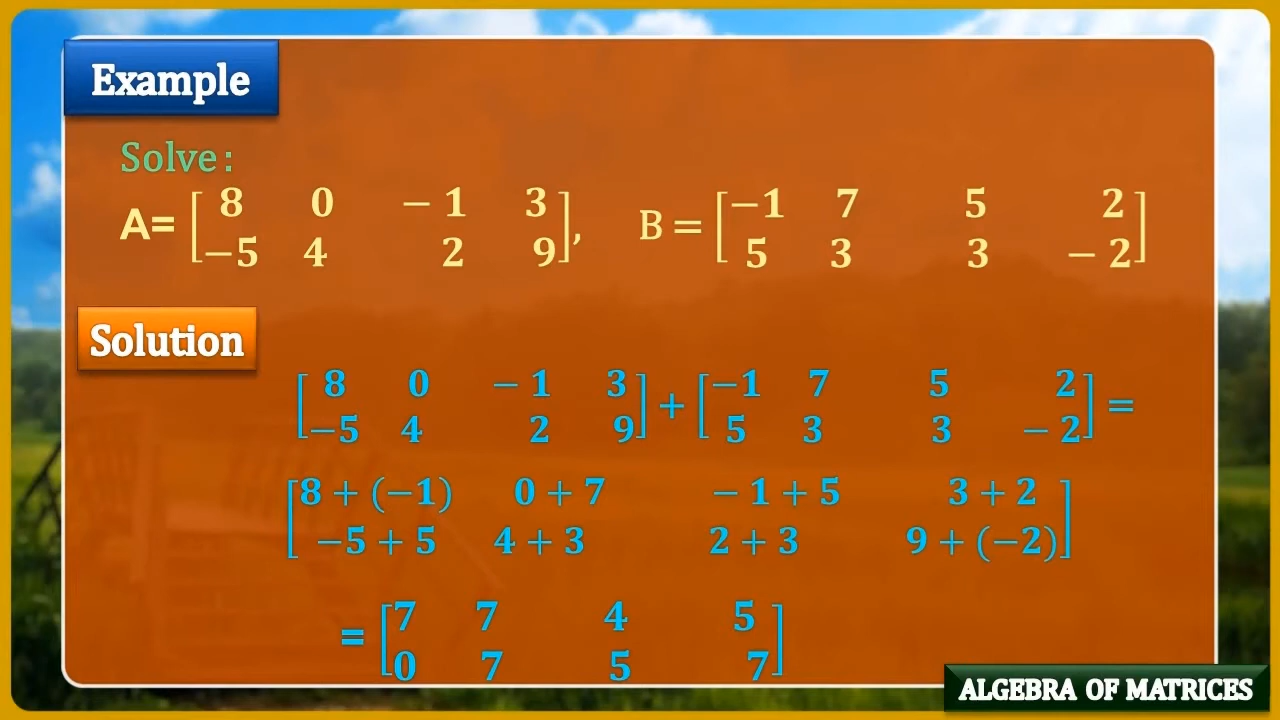 Example
Solve:
A= [8 0 − 1 3], B = [−1 7 5 2]
[−5 4 2 9] [5 3 3 − 2]
Solution
[8 0 − 1 3] + [−1 7 5 2] =
[−5 4 2 9] [5 3 3 − 2]
[8 + (−1) 0 + 7 − 1 + 5 3 + 2]
[−5 + 5 4 + 3 2 + 3 9 + (−2)]
= [7 7 4 5]
[0 7 5 7]
ALGEBRA OF MATRICES